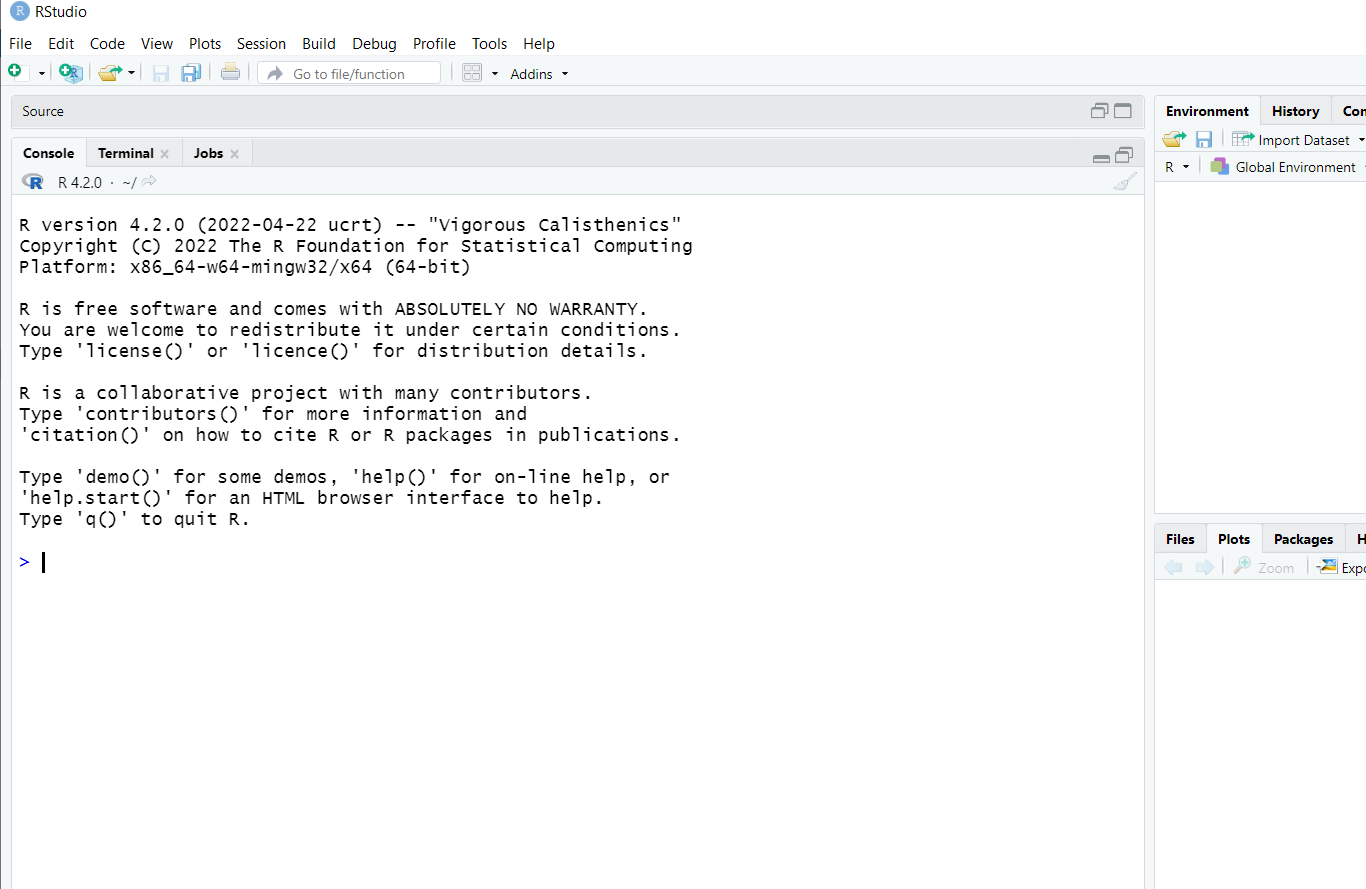 RStudio
File Edit Code View Plots Session Build Debug Profile Tools Help
Go to file/function Addins
Source
Console Terminal Jobs
R 4.2.0 · ~/
R version 4.2.0 (2022-04-22 ucrt) -- "Vigorous Calisthenics"
Copyright (C) 2022 The R Foundation for Statistical Computing
Platform: x86_64-w64-mingw32/x64 (64-bit)
R is free software and comes with ABSOLUTELY NO WARRANTY.
You are welcome to redistribute it under certain conditions.
Type 'license()' or 'licence()' for distribution details.
R is a collaborative project with many contributors.
Type 'contributors()' for more information and
'citation()' on how to cite R or R packages in publications.
Type 'demo()' for some demos, 'help()' for on-line help, or
'help.start()' for an HTML browser interface to help.
Type 'q()' to quit R.
>
Environment History Con
Import Dataset
R Global Environment
Files Plots Packages H
Zoom Expo